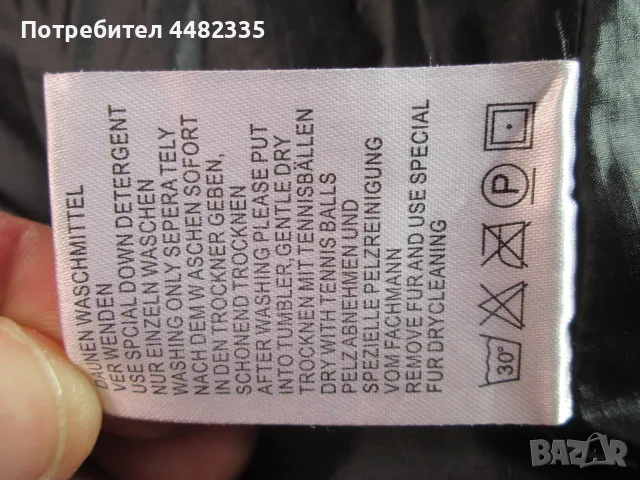 Потребител 4482335
DAUNEN WASCHMITTEL
VERWENDEN
USE SPCIAL DOWN DETERGENT
NUR EINZELN WASCHEN
WASHING ONLY SEPERATELY
NACH DEM WASCHEN SOFORT
IN DEN TROCKNER GEBEN,
SCHONEND TROCKNEN
AFTER WASHING PLEASE PUT
INTO TUMBLER, GENTLE DRY
TROCKNEN MIT TENNISBÄLLEN
DRY WITH TENNIS BALLS
PELZ ABNEHMEN UND
SPEZIELLE PELZREINIGUNG
VOM FACHMANN
REMOVE FUR AND USE SPECIAL
FUR DRYCLEANING
30°
P
BAZAR